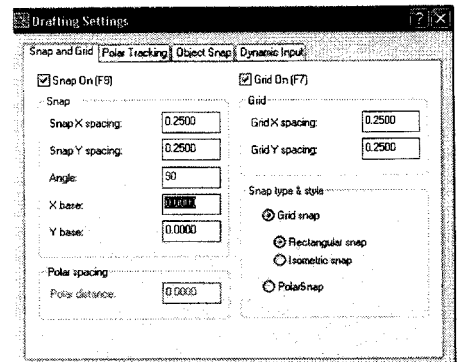 Drafting Settings
Snap and Grid Polar Tracking Object Snap Dynamic Input
Snap On (F9)
Snap
Snap X spacing: 0.2500
Snap Y spacing: 0.2500
Angle: 90
X base: 0.0000
Y base: 0.0000
Polar spacing
Polar distance: 0.0000
Grid On (F7)
Grid
Grid X spacing: 0.2500
Grid Y spacing: 0.2500
Snap type & style
Grid snap
Rectangular snap
Isometric snap
PolarSnap